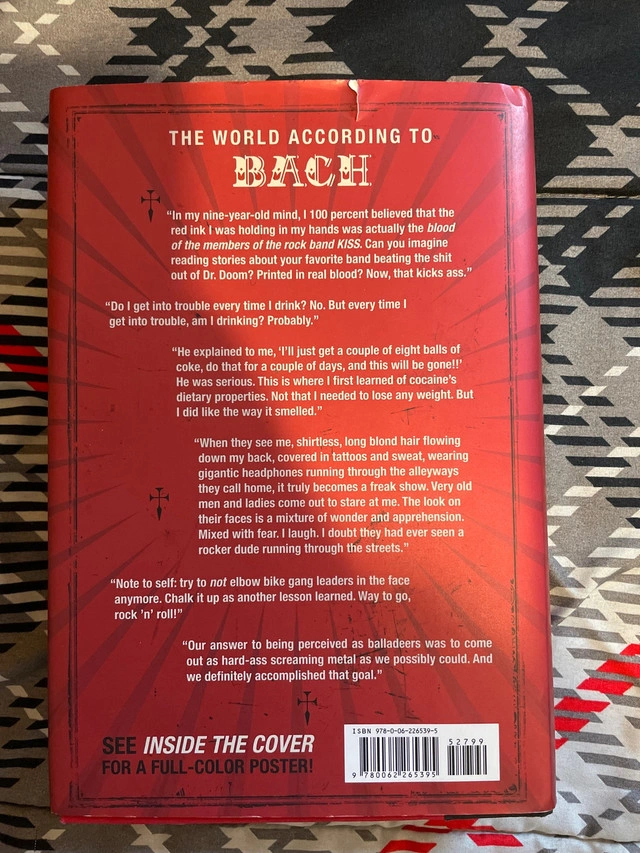 THE WORLD ACCORDING TO
BACH
“In my nine-year-old mind, I 100 percent believed that the
red ink I was holding in my hands was actually the blood
of the members of the rock band KISS. Can you imagine
reading stories about your favorite band beating the shit
out of Dr. Doom? Printed in real blood? Now, that kicks ass.”
“Do I get into trouble every time I drink? No. But every time I
get into trouble, am I drinking? Probably.”
“He explained to me, ‘I’ll just get a couple of eight balls of
coke, do that for a couple of days, and this will be gone!!’
He was serious. This is where I first learned of cocaine’s
dietary properties. Not that I needed to lose any weight. But
I did like the way it smelled.”
“When they see me, shirtless, long blond hair flowing
down my back, covered in tattoos and sweat, wearing
gigantic headphones running through the alleyways
they call home, it truly becomes a freak show. Very old
men and ladies come out to stare at me. The look on
their faces is a mixture of wonder and apprehension.
Mixed with fear. I laugh. I doubt they had ever seen a
rocker dude running through the streets.”
“Note to self: try to not elbow bike gang leaders in the face
anymore. Chalk it up as another lesson learned. Way to go,
rock ’n’ roll!”
“Our answer to being perceived as balladeers was to come
out as hard-ass screaming metal as we possibly could. And
we definitely accomplished that goal.”
SEE INSIDE THE COVER
FOR A FULL-COLOR POSTER!
ISBN 978-0-06-226539-5
52799
9 780062 265395